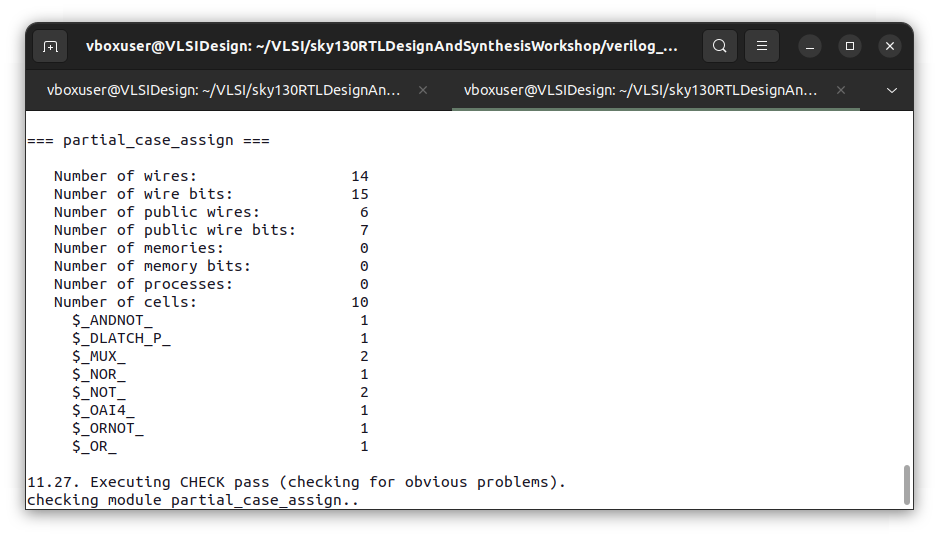 vboxuser@VLSIDesign: ~/VLSI/sky130RTLDesignAndSynthesisWorkshop/verilog_...
vboxuser@VLSIDesign: ~/VLSI/sky130RTLDesignAn...
vboxuser@VLSIDesign: ~/VLSI/sky130RTLDesignAn...
=== partial_case_assign ===
Number of wires: 14
Number of wire bits: 15
Number of public wires: 6
Number of public wire bits: 7
Number of memories: 0
Number of memory bits: 0
Number of processes: 0
Number of cells: 10
$_ANDNOT_ 1
$_DLATCH_P_ 1
$_MUX_ 2
$_NOR_ 1
$_NOT_ 2
$_OAI4_ 1
$_ORNOT_ 1
$_OR_ 1
11.27. Executing CHECK pass (checking for obvious problems).
checking module partial_case_assign..